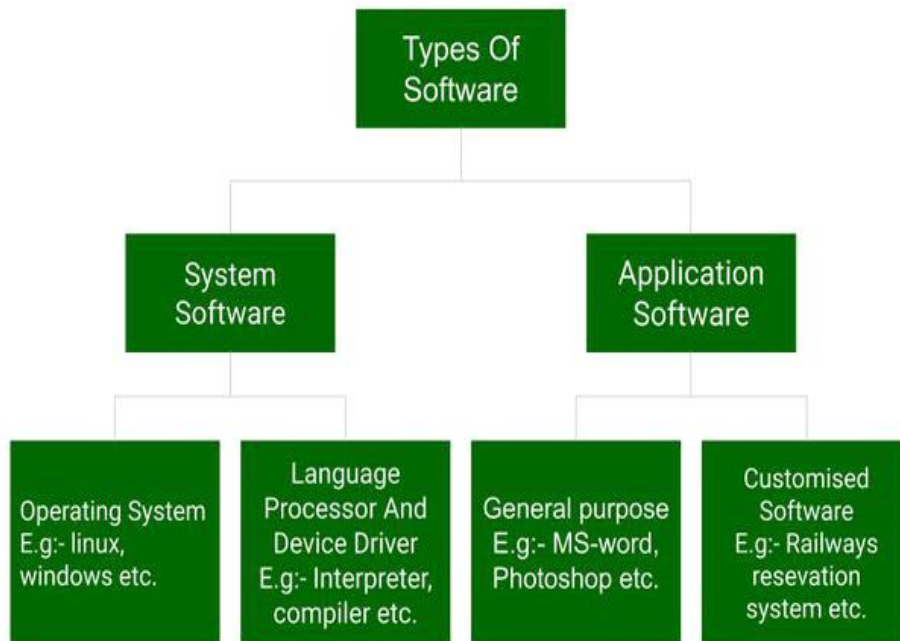 Types Of
Software
System
Software
Application
Software
Operating System
E.g:- linux,
windows etc.
Language
Processor And
Device Driver
E.g:- Interpreter,
compiler etc.
General purpose
E.g:- MS-word,
Photoshop etc.
Customised
Software
E.g:- Railways
resevation
system etc.